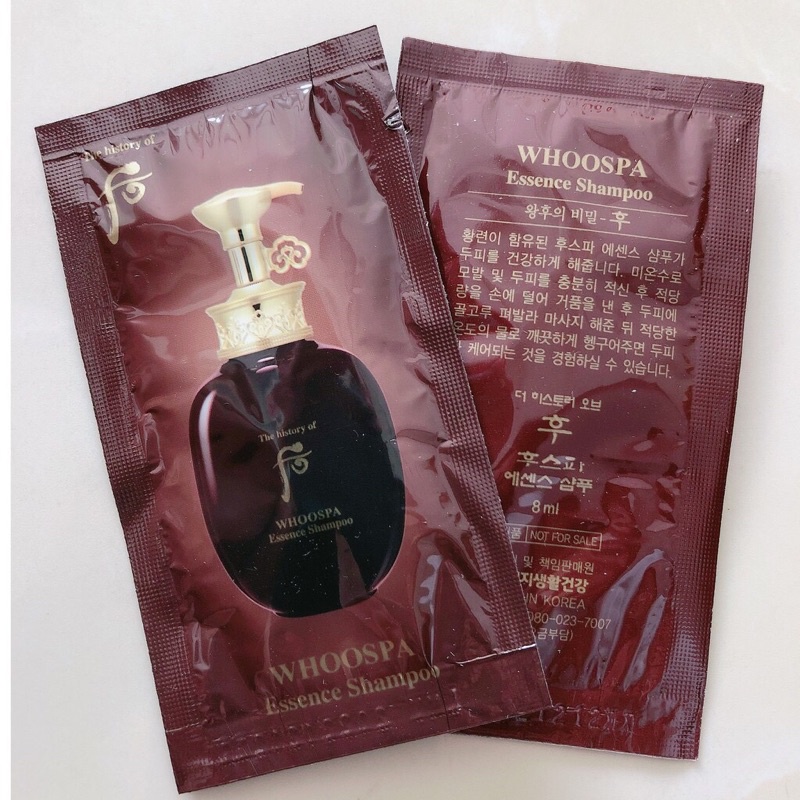 The history of
후
The history of
후
WHOOSPA
Essence Shampoo
WHOOSPA
Essence Shampoo
WHOOSPA
Essence Shampoo
왕후의 비밀-후
황련이 함유된 후스파 에센스 샴푸가
두피를 건강하게 해줍니다. 미온수로
모발 및 두피를 충분히 적신 후 적당
량을 손에 덜어 거품을 낸 후 두피에
골고루 펴발라 마사지 해준 뒤 적당한
온도의 물로 깨끗하게 헹구어주면 두피
케어되는 것을 경험하실 수 있습니다.
더 히스토리 오브
후
후스파
에센스 샴푸
8ml
품 NOT FOR SALE
및 책임판매원
지생활건강
KOREA
080-023-7007
금부담)